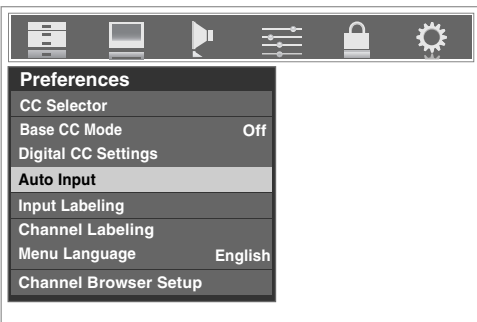 Preferences
CC Selector
Base CC Mode Off
Digital CC Settings
Auto Input
Input Labeling
Channel Labeling
Menu Language English
Channel Browser Setup